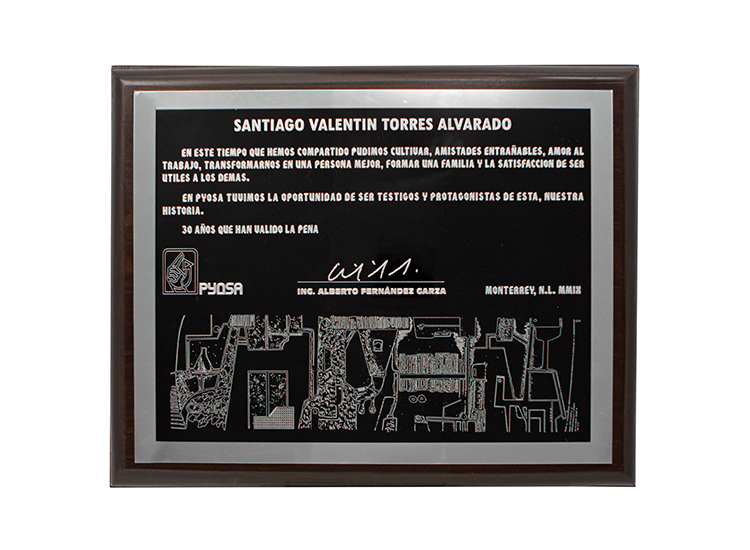 SANTIAGO VALENTIN TORRES ALVARADO
EN ESTE TIEMPO QUE HEMOS COMPARTIDO PUDIMOS CULTIVAR, AMISTADES ENTRAÑABLES, AMOR AL
TRABAJO, TRANSFORMARNOS EN UNA PERSONA MEJOR, FORMAR UNA FAMILIA Y LA SATISFACCION DE SER
UTILES A LOS DEMAS.
EN PYOSA TUVIMOS LA OPORTUNIDAD DE SER TESTIGOS Y PROTAGONISTAS DE ESTA, NUESTRA
HISTORIA.
30 AÑOS QUE HAN VALIDO LA PENA
PYOSA
ING. ALBERTO FERNÁNDEZ GARZA
MONTERREY, N.L. MMIX